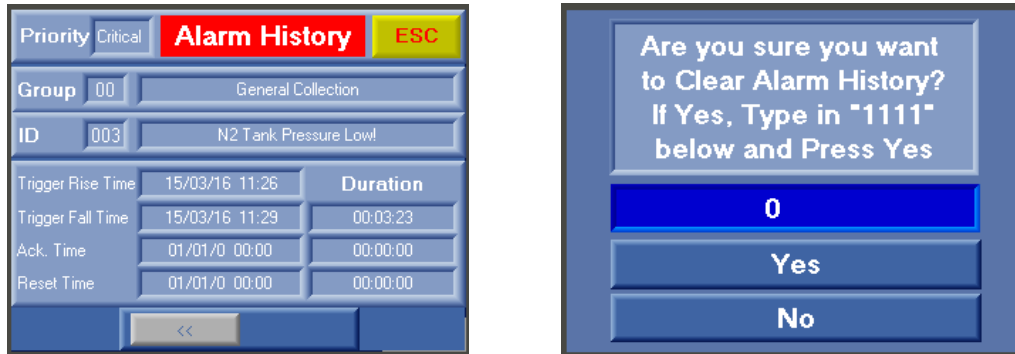 Priority Critical Alarm History ESC
Group 00 General Collection
ID 003 N2 Tank Pressure Low!
Trigger Rise Time 15/03/16 11:26 Duration
Trigger Fall Time 15/03/16 11:29 00:03:23
Ack. Time 01/01/0 00:00 00:00:00
Reset Time 01/01/0 00:00 00:00:00
<<
Are you sure you want
to Clear Alarm History?
If Yes, Type in "1111"
below and Press Yes
0
Yes
No